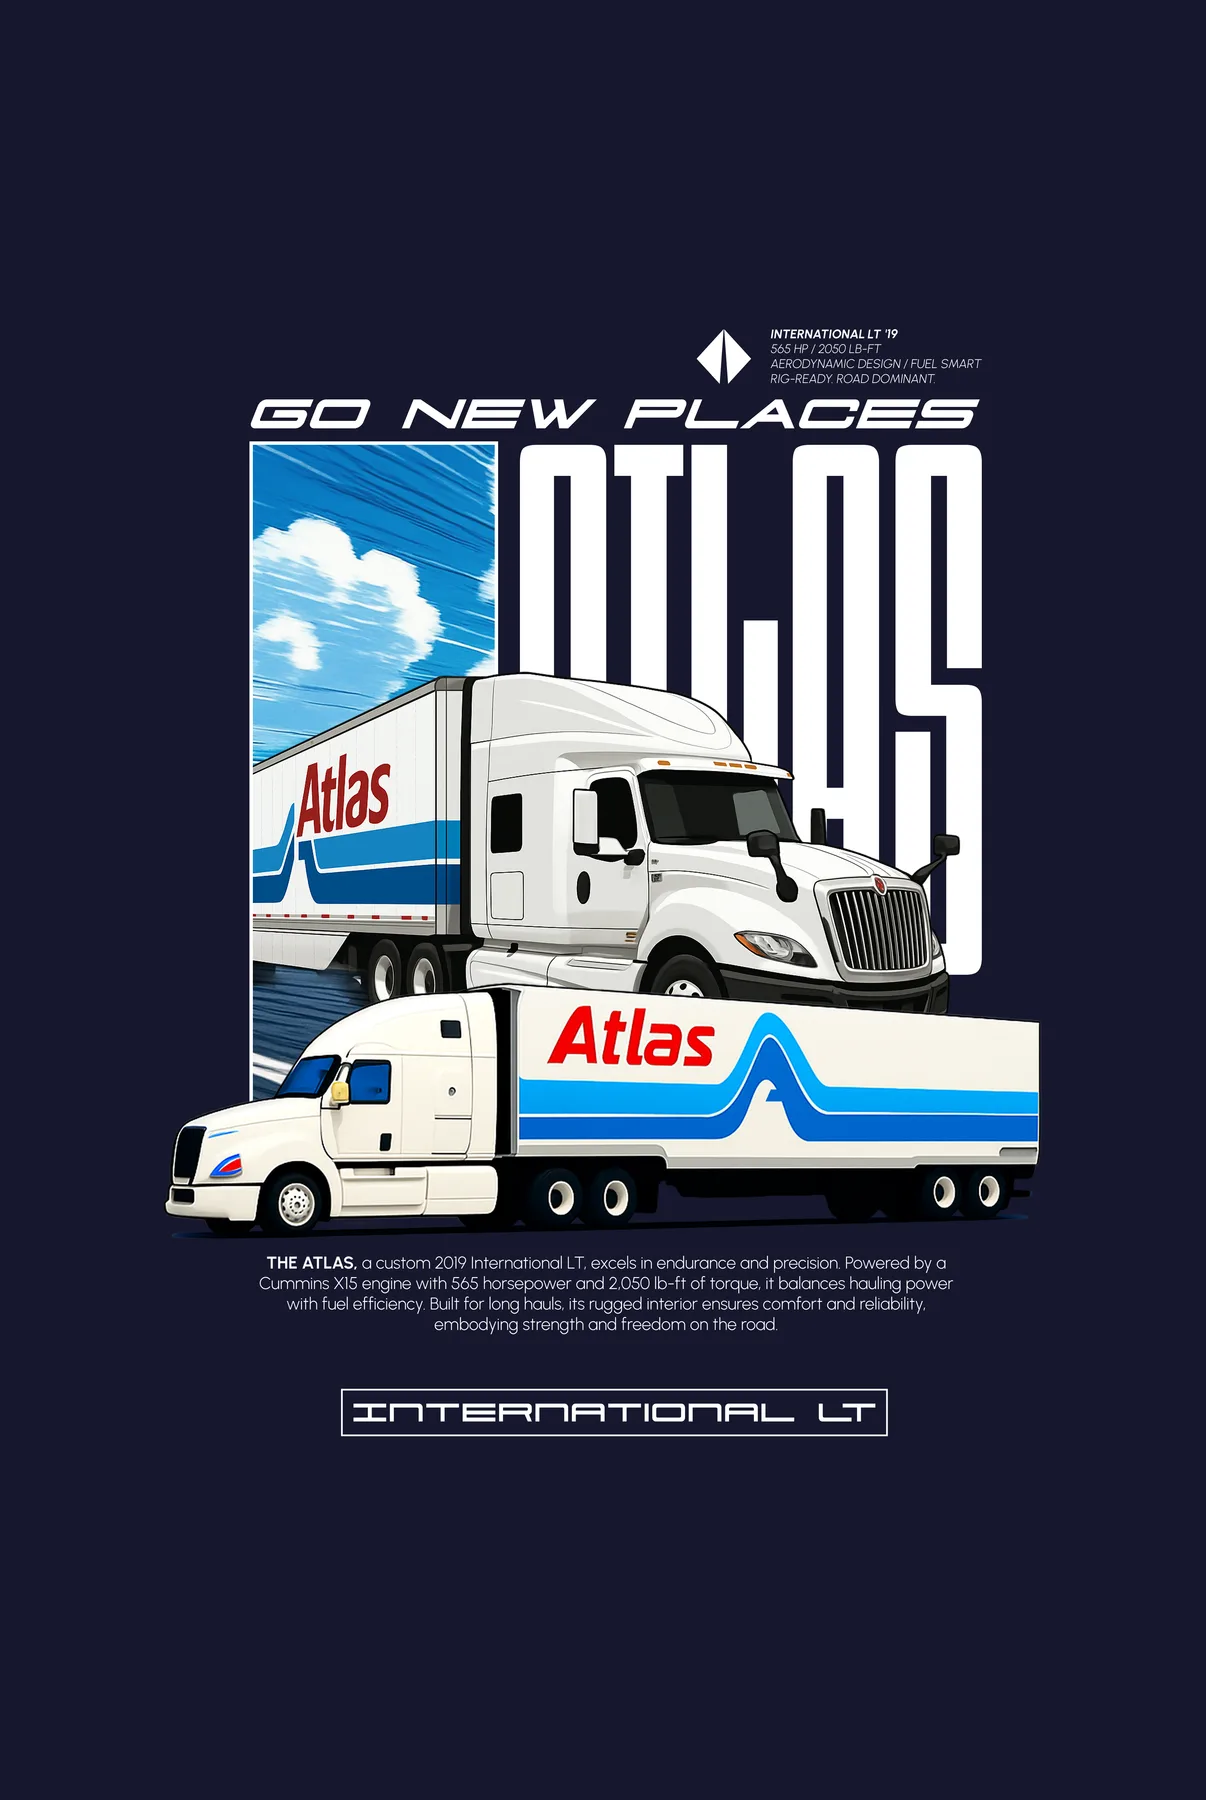 INTERNATIONAL LT '19
565 HP / 2050 LB-FT
AERODYNAMIC DESIGN / FUEL SMART
RIG-READY. ROAD DOMINANT.
GO NEW PLACES
ATLAS
Atlas
Atlas
THE ATLAS, a custom 2019 International LT, excels in endurance and precision. Powered by a
Cummins X15 engine with 565 horsepower and 2,050 lb-ft of torque, it balances hauling power
with fuel efficiency. Built for long hauls, its rugged interior ensures comfort and reliability,
embodying strength and freedom on the road.
INTERNATIONAL LT